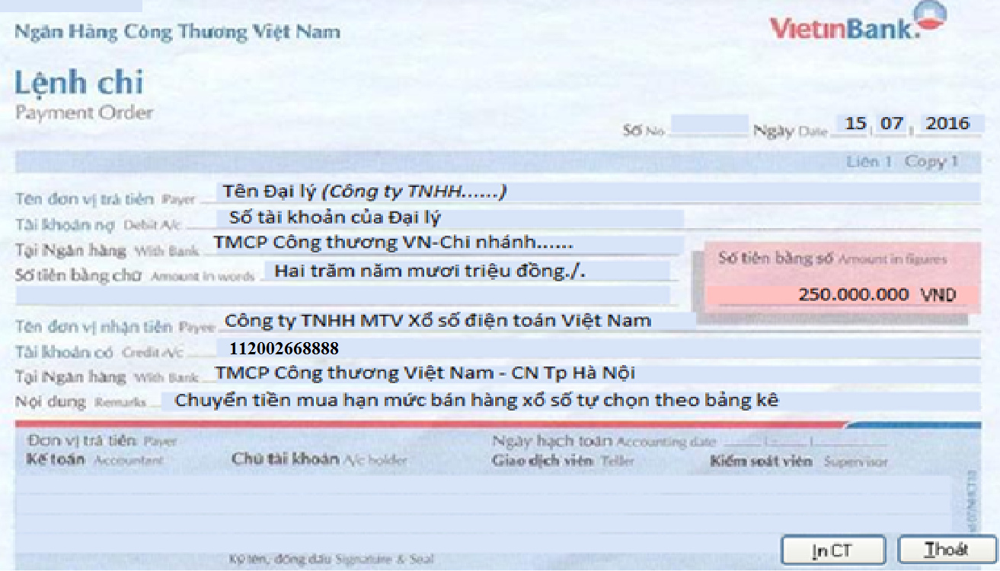 Ngân Hàng Công Thương Việt Nam
VietinBank
Lệnh chi
Payment Order
Số No Ngày Date 15 07 2016
Liên 1 Copy 1
Tên đơn vị trả tiền Payer Tên Đại lý (Công ty TNHH......)
Tài khoản nợ Debit A/c Số tài khoản của Đại lý
Tại Ngân hàng With Bank TMCP Công thương VN-Chi nhánh......
Số tiền bằng chữ Amount in words Hai trăm năm mươi triệu đồng./.
Số tiền bằng số Amount in figures
250.000.000 VND
Tên đơn vị nhận tiền Payee Công ty TNHH MTV Xổ số điện toán Việt Nam
Tài khoản có Credit A/c 112002668888
Tại Ngân hàng With Bank TMCP Công thương Việt Nam - CN Tp Hà Nội
Nội dung Remarks Chuyển tiền mua hạn mức bán hàng xổ số tự chọn theo bảng kê
Đơn vị trả tiền Payer Ngày hạch toán Accounting date
Kế toán Accountant Chủ tài khoản A/c holder Giao dịch viên Teller Kiểm soát viên Supervisor
Ký tên, đóng dấu Signature & Seal
In CT Thoát